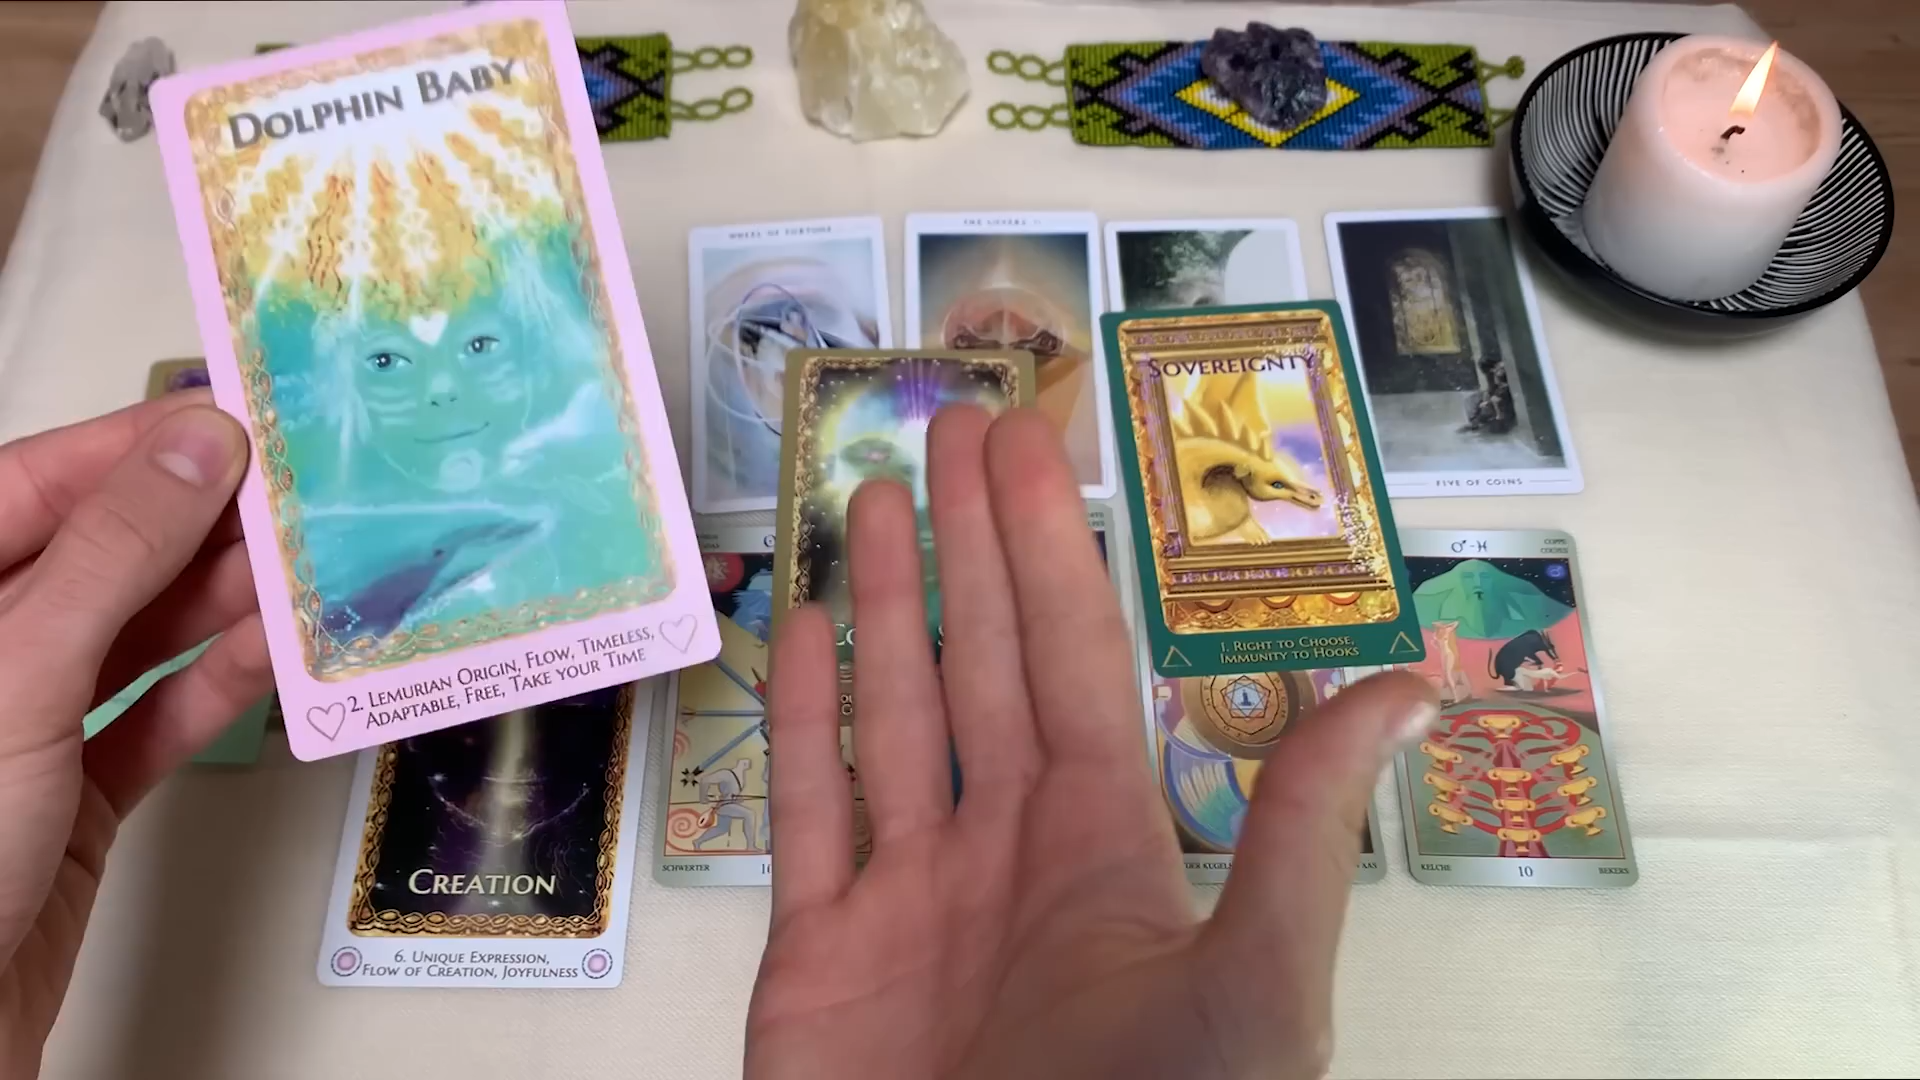 DOLPHIN BABY
2. LEMURIAN ORIGIN, FLOW, TIMELESS,
ADAPTABLE, FREE, TAKE YOUR TIME
WHEEL OF FORTUNE
THE LOVERS
SOVEREIGNTY
1. RIGHT TO CHOOSE,
IMMUNITY TO HOOKS
FIVE OF COINS
CREATION
6. UNIQUE EXPRESSION,
FLOW OF CREATION, JOYFULNESS
SCHWERTER
COPPE
KELCHE
10
BEKERS